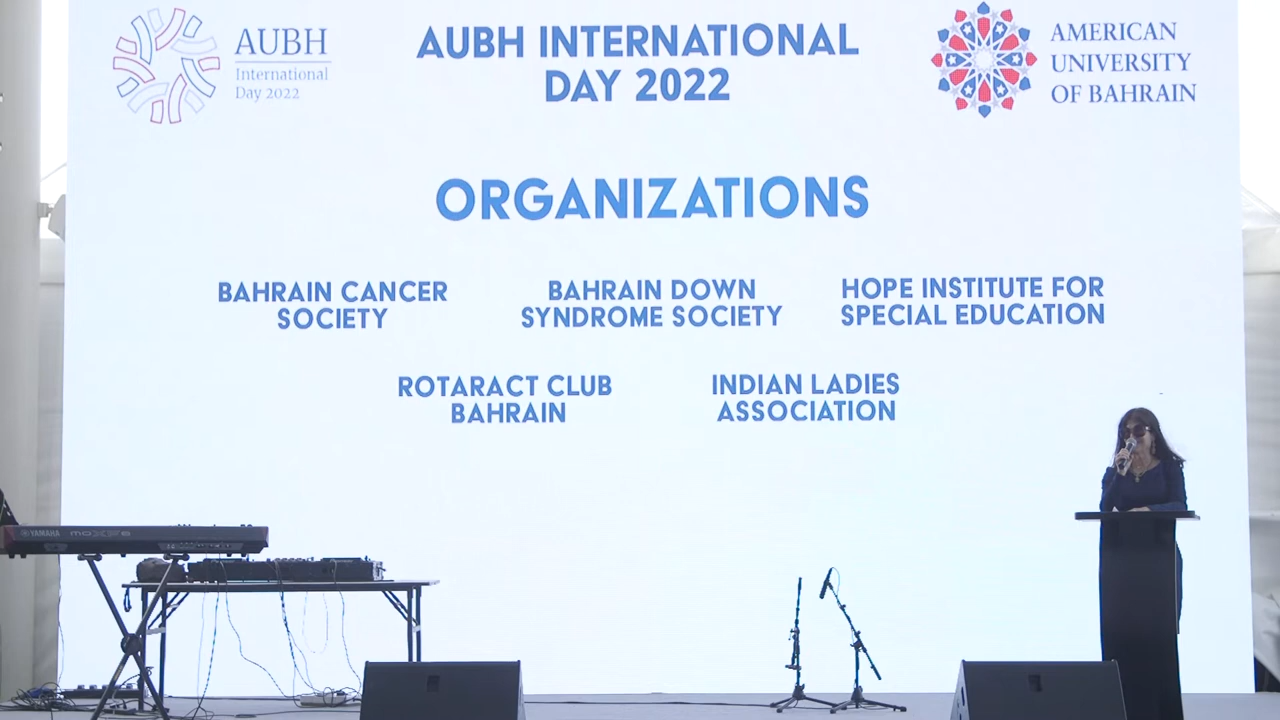 AUBH
International
Day 2022
AUBH INTERNATIONAL
DAY 2022
AMERICAN
UNIVERSITY
OF BAHRAIN
ORGANIZATIONS
BAHRAIN CANCER
SOCIETY
BAHRAIN DOWN
SYNDROME SOCIETY
HOPE INSTITUTE FOR
SPECIAL EDUCATION
ROTARACT CLUB
BAHRAIN
INDIAN LADIES
ASSOCIATION
YAMAHA